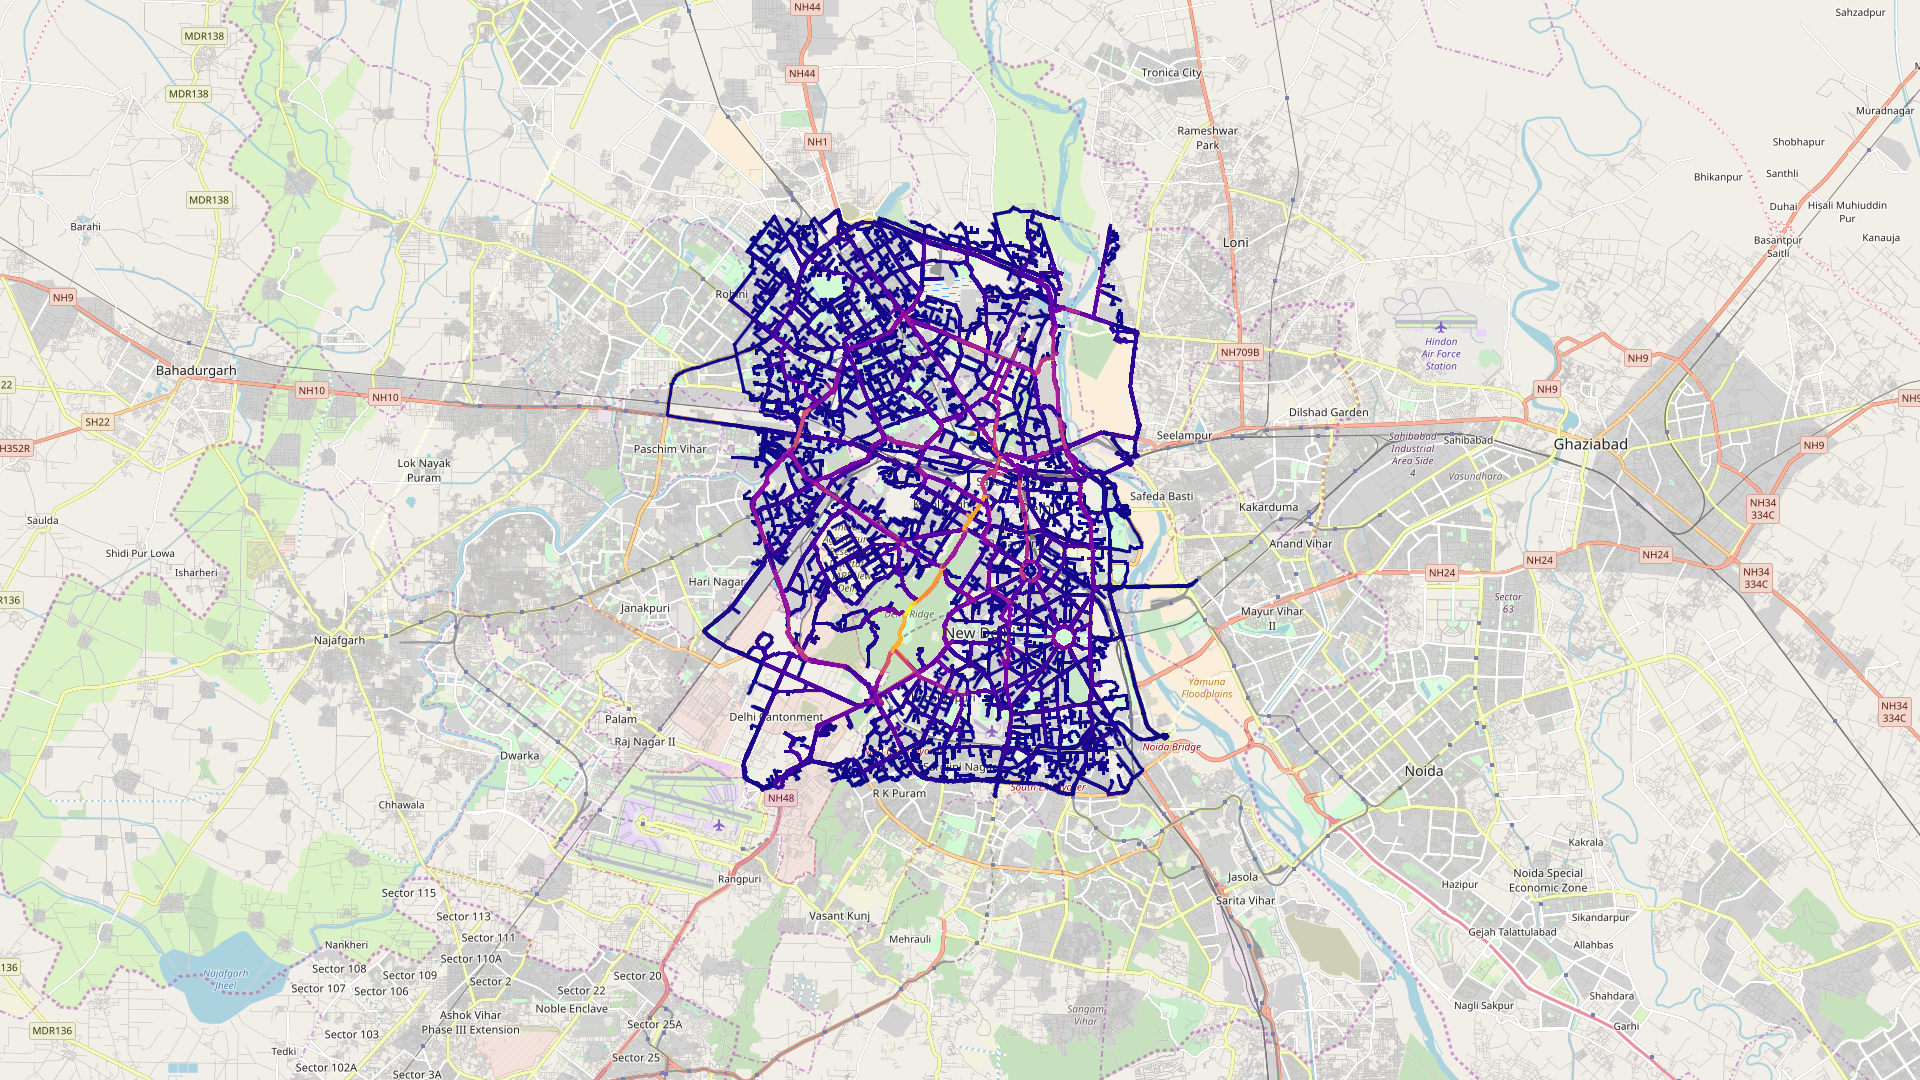 NH44
Sahzadpur
MDR138
NH44
Tronica City
MDR138
Muradnagar
Rameshwar
Park
NH1
Shobhapur
Santhli
Bhikanpur
MDR138
Duhai
Hisali Muhiuddin
Pur
Barahi
Loni
Kanauja
Basantpur
Saitli
Rohini
NH9
Hindon
Air Force
Station
NH709B
NH9
Bahadurgarh
22
NH10
NH10
NH9
NH9
SH22
Dilshad Garden
Seelampur
Sahibabad
Industrial
Area Side
4
Sahibabad
Ghaziabad
NH9
H352R
Paschim Vihar
Lok Nayak
Puram
Vasundhara
Safeda Basti
Kakarduma
NH34
334C
Saulda
Shidi Pur Lowa
Anand Vihar
NH24
NH24
Isharheri
NH24
NH34
334C
Hari Nagar
R136
Janakpuri
Sector
63
Mayur Vihar
II
Najafgarh
New De
Yamuna
Floodplains
Palam
Delhi Cantonment
NH34
334C
Raj Nagar II
Noida Bridge
Dwarka
Noida
R K Puram
NH48
Chhawala
Kakrala
Rangpuri
Jasola
Noida Special
Economic Zone
Hazipur
Sector 115
Sarita Vihar
Vasant Kunj
Sector 113
Sikandarpur
Gejah Talattulabad
Mehrauli
Sector 111
Nankheri
Allahbas
Sector 110A
136
Sector 108
Sector 109
Najafgarh
Jheel
Sector 107
Sector 106
Sector 2
Sector 20
Sector 22
Shahdara
Nagli Sakpur
Noble Enclave
Sangam
Vihar
Ashok Vihar
Phase III Extension
MDR136
Sector 103
Sector 25A
Garhi
Tedki
Sector 102A
Sector 25
Sector 3A